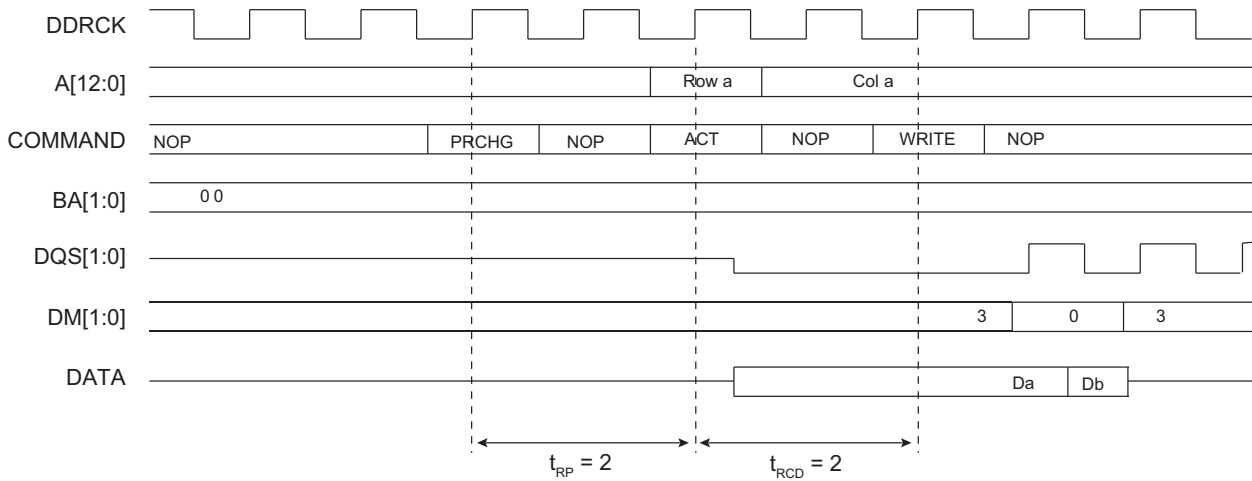 DDRCK
A[12:0] Row a Col a
COMMAND NOP PRCHG NOP ACT NOP WRITE NOP
BA[1:0] 0 0
DQS[1:0]
DM[1:0] 3 0 3
DATA Da Db
tRP = 2 tRCD = 2